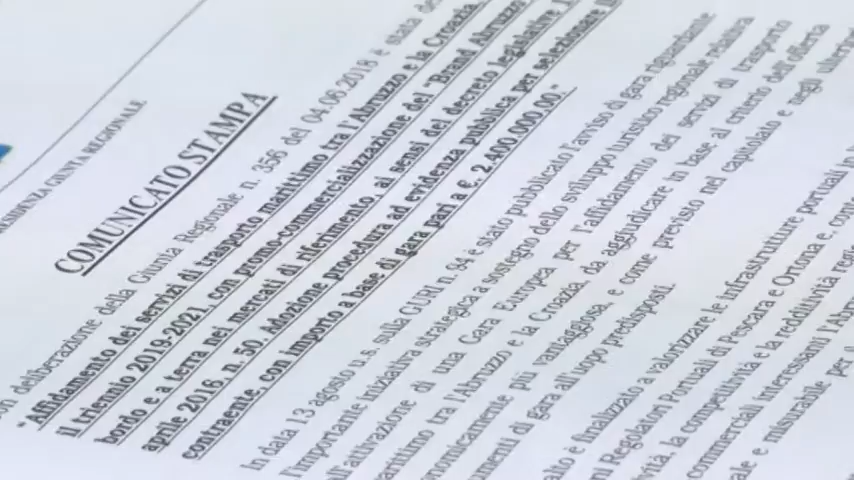 PRESIDENZA GIUNTA REGIONALE
COMUNICATO STAMPA
deliberazione della Giunta Regionale n. 356 del 04.06.2018 è stata
"Affidamento dei servizi di trasporto marittimo tra l'Abruzzo e la Croazia
il triennio 2019-2021, con promo-commercializzazione del "Brand Abruzzo
bordo e a terra nei mercati di riferimento, ai sensi del decreto legislativo
aprile 2016, n. 50. Adozione procedura ad evidenza pubblica per selezionare il
contraente, con importo a base di gara pari a €. 2.400.000,00."
In data 13 agosto u.s. sulla GURI n. 94 è stato pubblicato l'avviso di gara riguardante
l'importante iniziativa strategica a sostegno dello sviluppo turistico regionale relativa
all'attivazione di una Gara Europea per l'affidamento dei servizi di trasporto
marittimo tra l'Abruzzo e la Croazia, da aggiudicare in base al criterio dell'offerta
economicamente più vantaggiosa, e come previsto nel capitolato e negli ulteriori
di gara all'uopo predisposti.
è finalizzato a valorizzare le infrastrutture portuali
Regolatori Portuali di Pescara e Ortona e, come
la competitività e la redditività
commerciali interessanti
e misurabile per